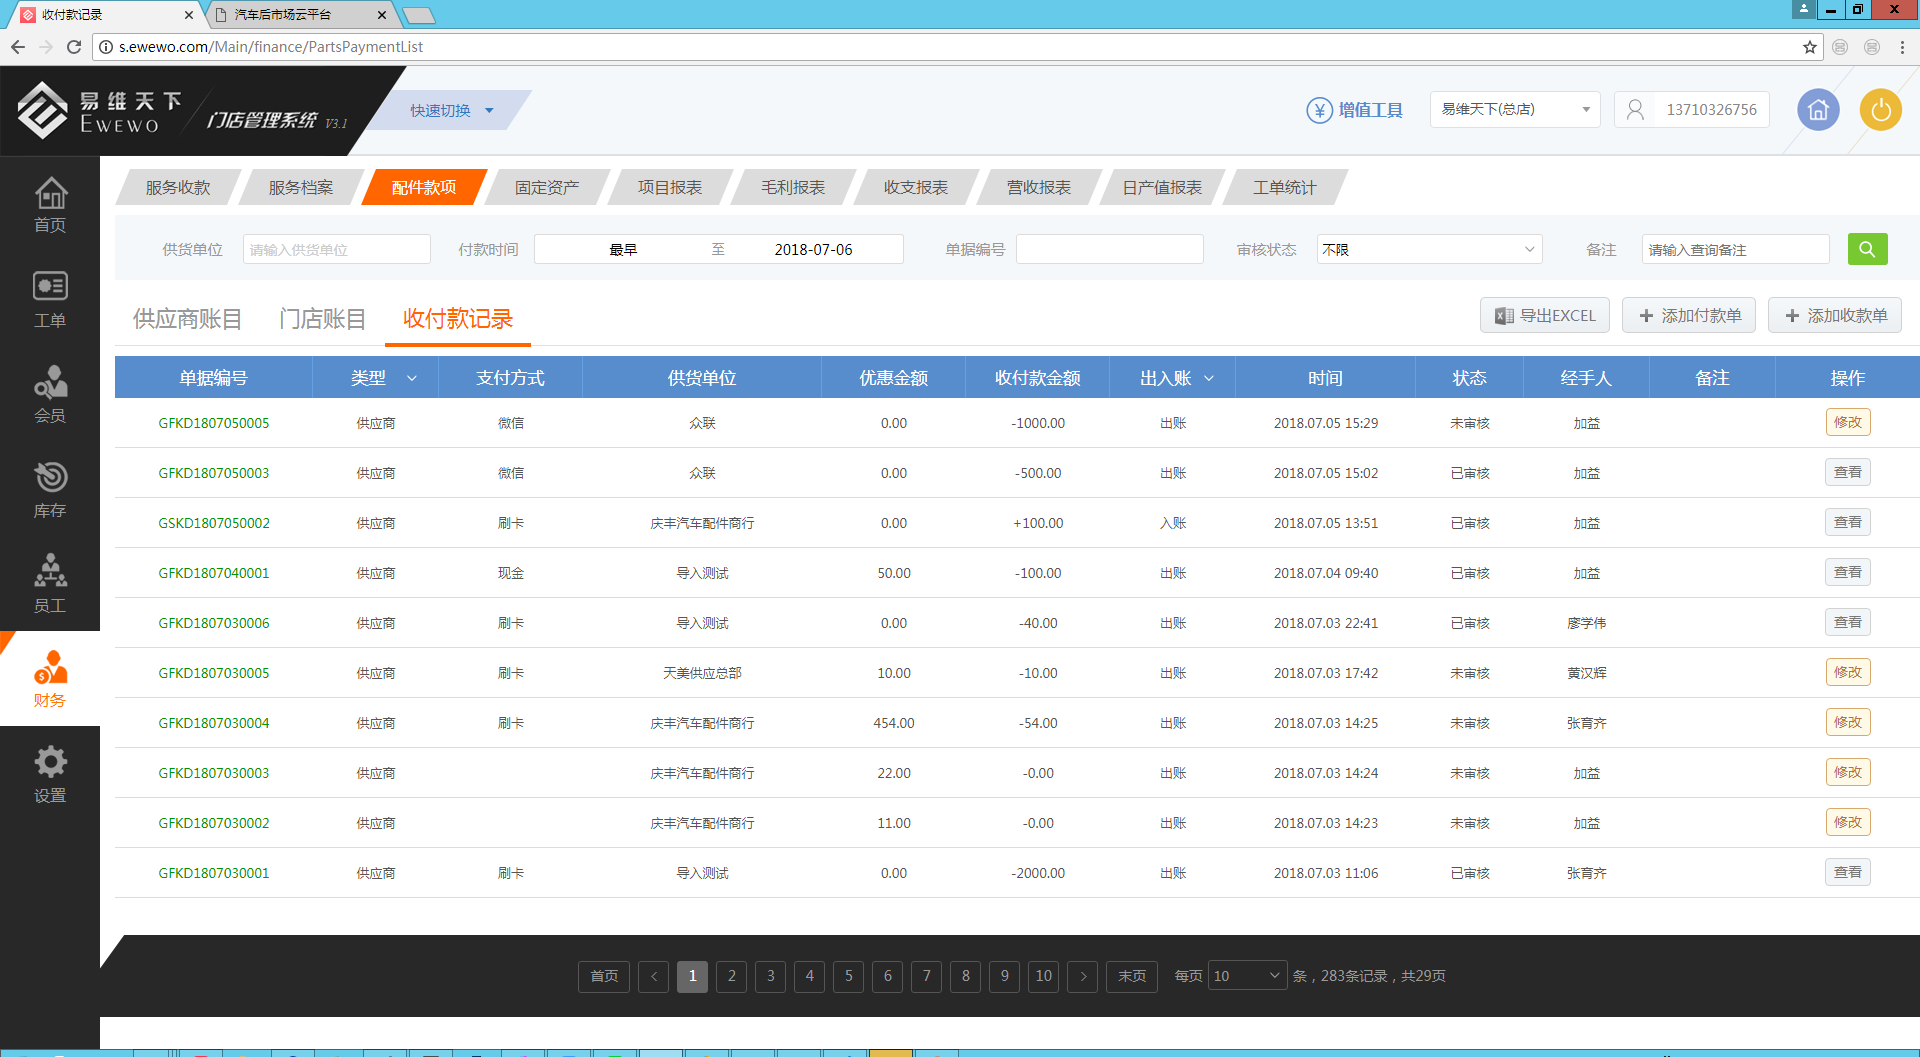 收付款记录
汽车后市场云平台
s.ewewo.com/Main/finance/PartsPaymentList
易维天下
EWEWO
门店管理系统 V3.1
快速切换
增值工具
易维天下(总店)
13710326756
首页
工单
会员
库存
员工
财务
设置
服务收款 服务档案 配件款项 固定资产 项目报表 毛利报表 收支报表 营收报表 日产值报表 工单统计
供货单位 请输入供货单位 付款时间 最早 至 2018-07-06 单据编号 审核状态 不限 备注 请输入查询备注
供应商账目 门店账目 收付款记录
导出EXCEL 添加付款单 添加收款单
单据编号 类型 支付方式 供货单位 优惠金额 收付款金额 出入账 时间 状态 经手人 备注 操作
GFKD1807050005 供应商 微信 众联 0.00 -1000.00 出账 2018.07.05 15:29 未审核 加益 修改
GFKD1807050003 供应商 微信 众联 0.00 -500.00 出账 2018.07.05 15:02 已审核 加益 查看
GSKD1807050002 供应商 刷卡 庆丰汽车配件商行 0.00 +100.00 入账 2018.07.05 13:51 已审核 加益 查看
GFKD1807040001 供应商 现金 导入测试 50.00 -100.00 出账 2018.07.04 09:40 已审核 加益 查看
GFKD1807030006 供应商 刷卡 导入测试 0.00 -40.00 出账 2018.07.03 22:41 已审核 廖学伟 查看
GFKD1807030005 供应商 刷卡 天美供应总部 10.00 -10.00 出账 2018.07.03 17:42 未审核 黄汉辉 修改
GFKD1807030004 供应商 刷卡 庆丰汽车配件商行 454.00 -54.00 出账 2018.07.03 14:25 未审核 张育齐 修改
GFKD1807030003 供应商 庆丰汽车配件商行 22.00 -0.00 出账 2018.07.03 14:24 未审核 加益 修改
GFKD1807030002 供应商 庆丰汽车配件商行 11.00 -0.00 出账 2018.07.03 14:23 未审核 加益 修改
GFKD1807030001 供应商 刷卡 导入测试 0.00 -2000.00 出账 2018.07.03 11:06 已审核 张育齐 查看
首页 < 1 2 3 4 5 6 7 8 9 10 > 末页 每页 10 条，283条记录，共29页